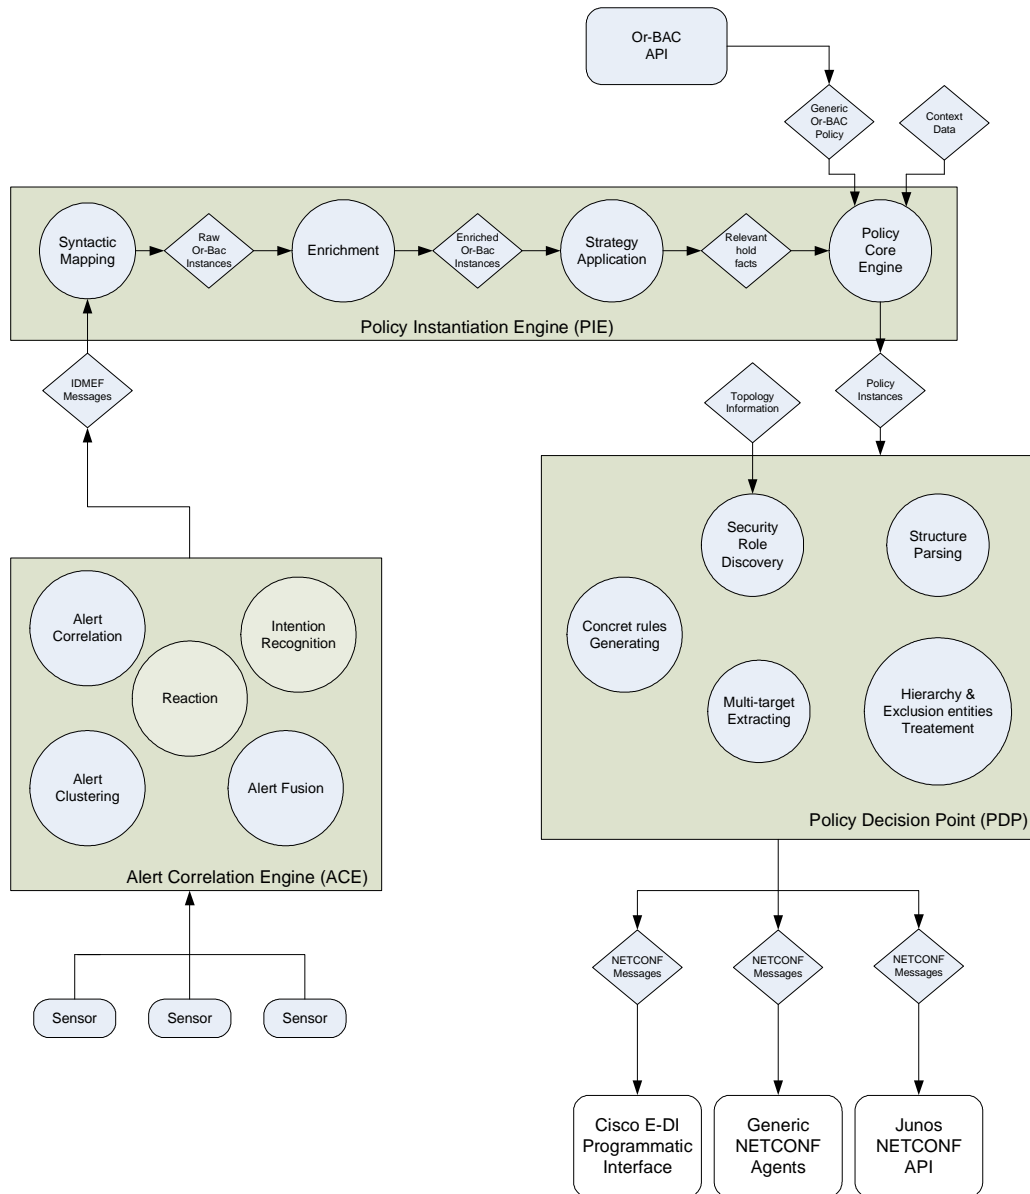 Or-BAC
API
Generic
Or-BAC
Policy
Context
Data
Syntactic
Mapping
Raw
Or-Bac
Instances
Enrichment
Enriched
Or-Bac
Instances
Strategy
Application
Relevant
hold
facts
Policy
Core
Engine
Policy Instantiation Engine (PIE)
IDMEF
Messages
Topology
Information
Policy
Instances
Security
Role
Discovery
Structure
Parsing
Concret rules
Generating
Multi-target
Extracting
Hierarchy &
Exclusion entities
Treatement
Policy Decision Point (PDP)
Alert
Correlation
Intention
Recognition
Reaction
Alert
Clustering
Alert Fusion
Alert Correlation Engine (ACE)
Sensor
Sensor
Sensor
NETCONF
Messages
NETCONF
Messages
NETCONF
Messages
Cisco E-DI
Programmatic
Interface
Generic
NETCONF
Agents
Junos
NETCONF
API